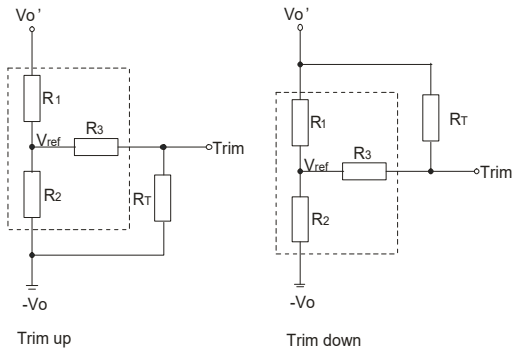 Vo'
R1
Vref
R3
Trim
R2
RT
-Vo
Trim up
Vo'
R1
RT
Vref
R3
Trim
R2
-Vo
Trim down